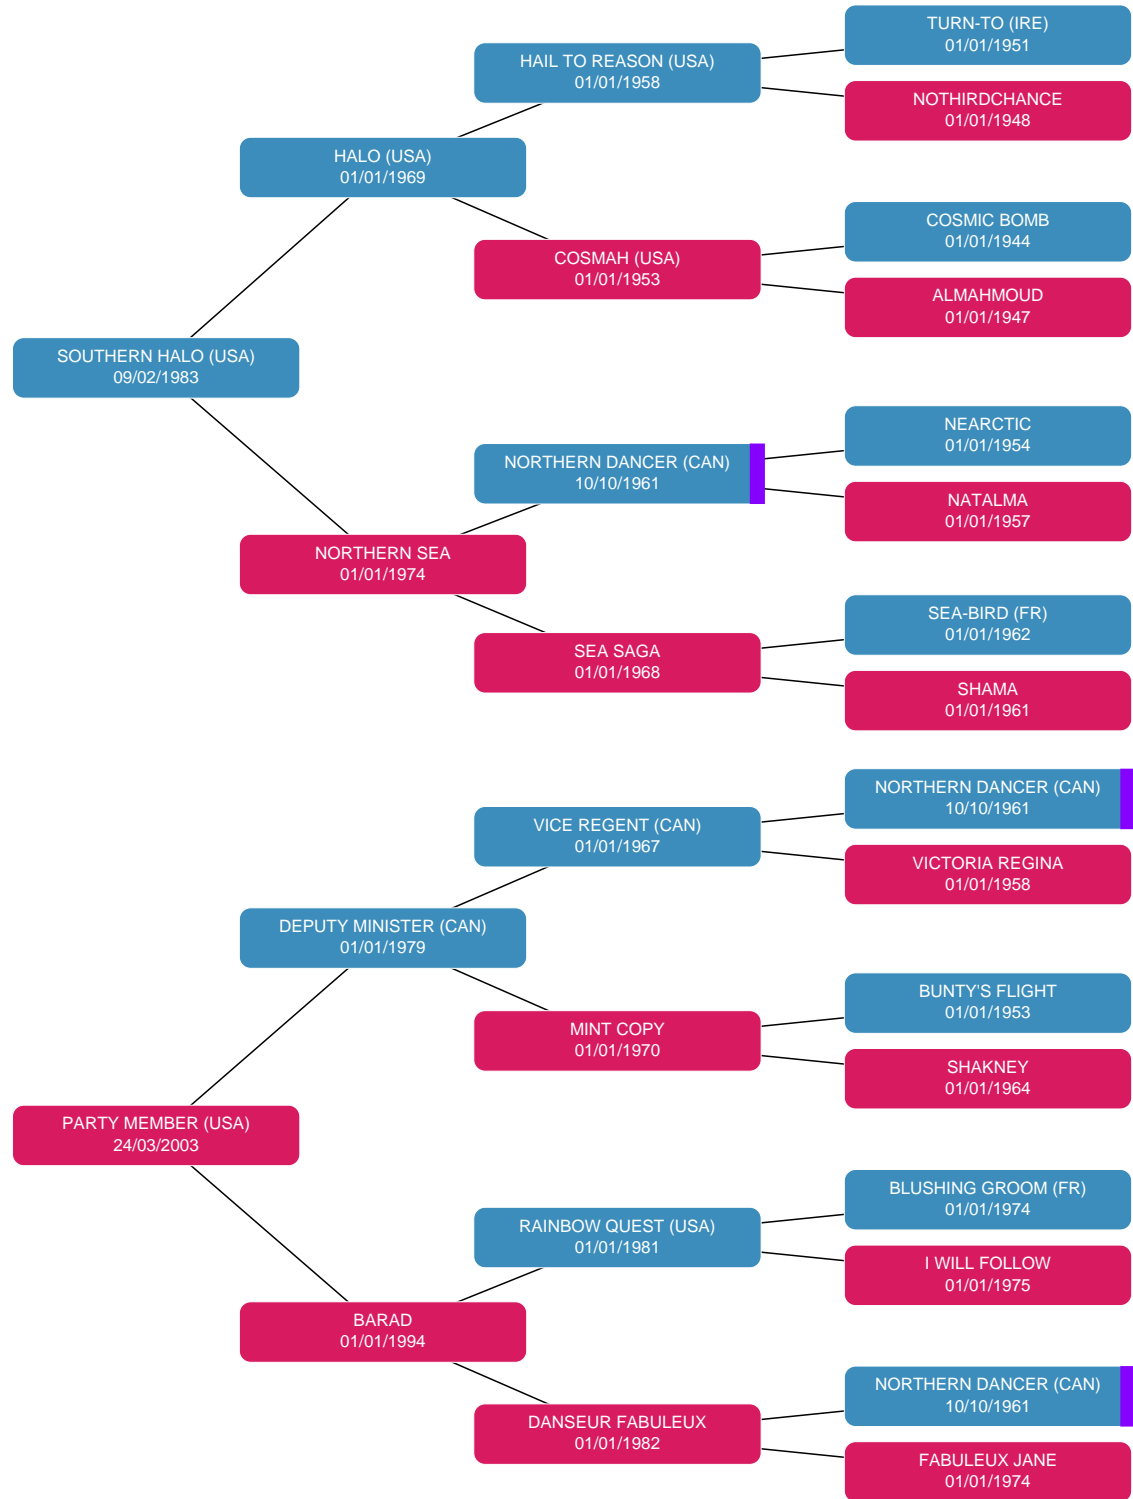 TURN-TO (IRE)
01/01/1951
HAIL TO REASON (USA)
01/01/1958
NOTHIRDCHANCE
01/01/1948
HALO (USA)
01/01/1969
COSMIC BOMB
01/01/1944
COSMAH (USA)
01/01/1953
ALMAHMOUD
01/01/1947
SOUTHERN HALO (USA)
09/02/1983
NEARCTIC
01/01/1954
NORTHERN DANCER (CAN)
10/10/1961
NATALMA
01/01/1957
NORTHERN SEA
01/01/1974
SEA-BIRD (FR)
01/01/1962
SEA SAGA
01/01/1968
SHAMA
01/01/1961
NORTHERN DANCER (CAN)
10/10/1961
VICE REGENT (CAN)
01/01/1967
VICTORIA REGINA
01/01/1958
DEPUTY MINISTER (CAN)
01/01/1979
BUNTY'S FLIGHT
01/01/1953
MINT COPY
01/01/1970
SHAKNEY
01/01/1964
PARTY MEMBER (USA)
24/03/2003
BLUSHING GROOM (FR)
01/01/1974
RAINBOW QUEST (USA)
01/01/1981
I WILL FOLLOW
01/01/1975
BARAD
01/01/1994
NORTHERN DANCER (CAN)
10/10/1961
DANSEUR FABULEUX
01/01/1982
FABULEUX JANE
01/01/1974